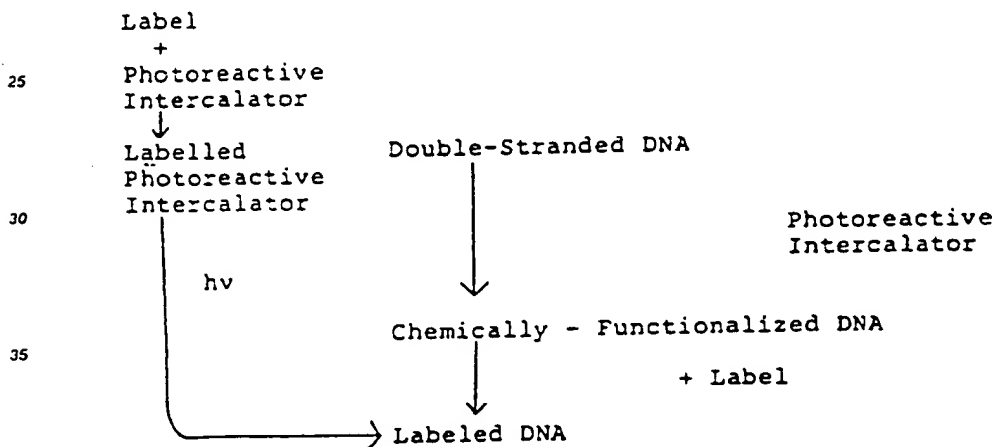 Label
+
25
Photoreactive
Intercalator
Labelled
Photoreactive
Intercalator
Double-Stranded DNA
30
Photoreactive
Intercalator
hν
Chemically - Functionalized DNA
35
+ Label
Labeled DNA